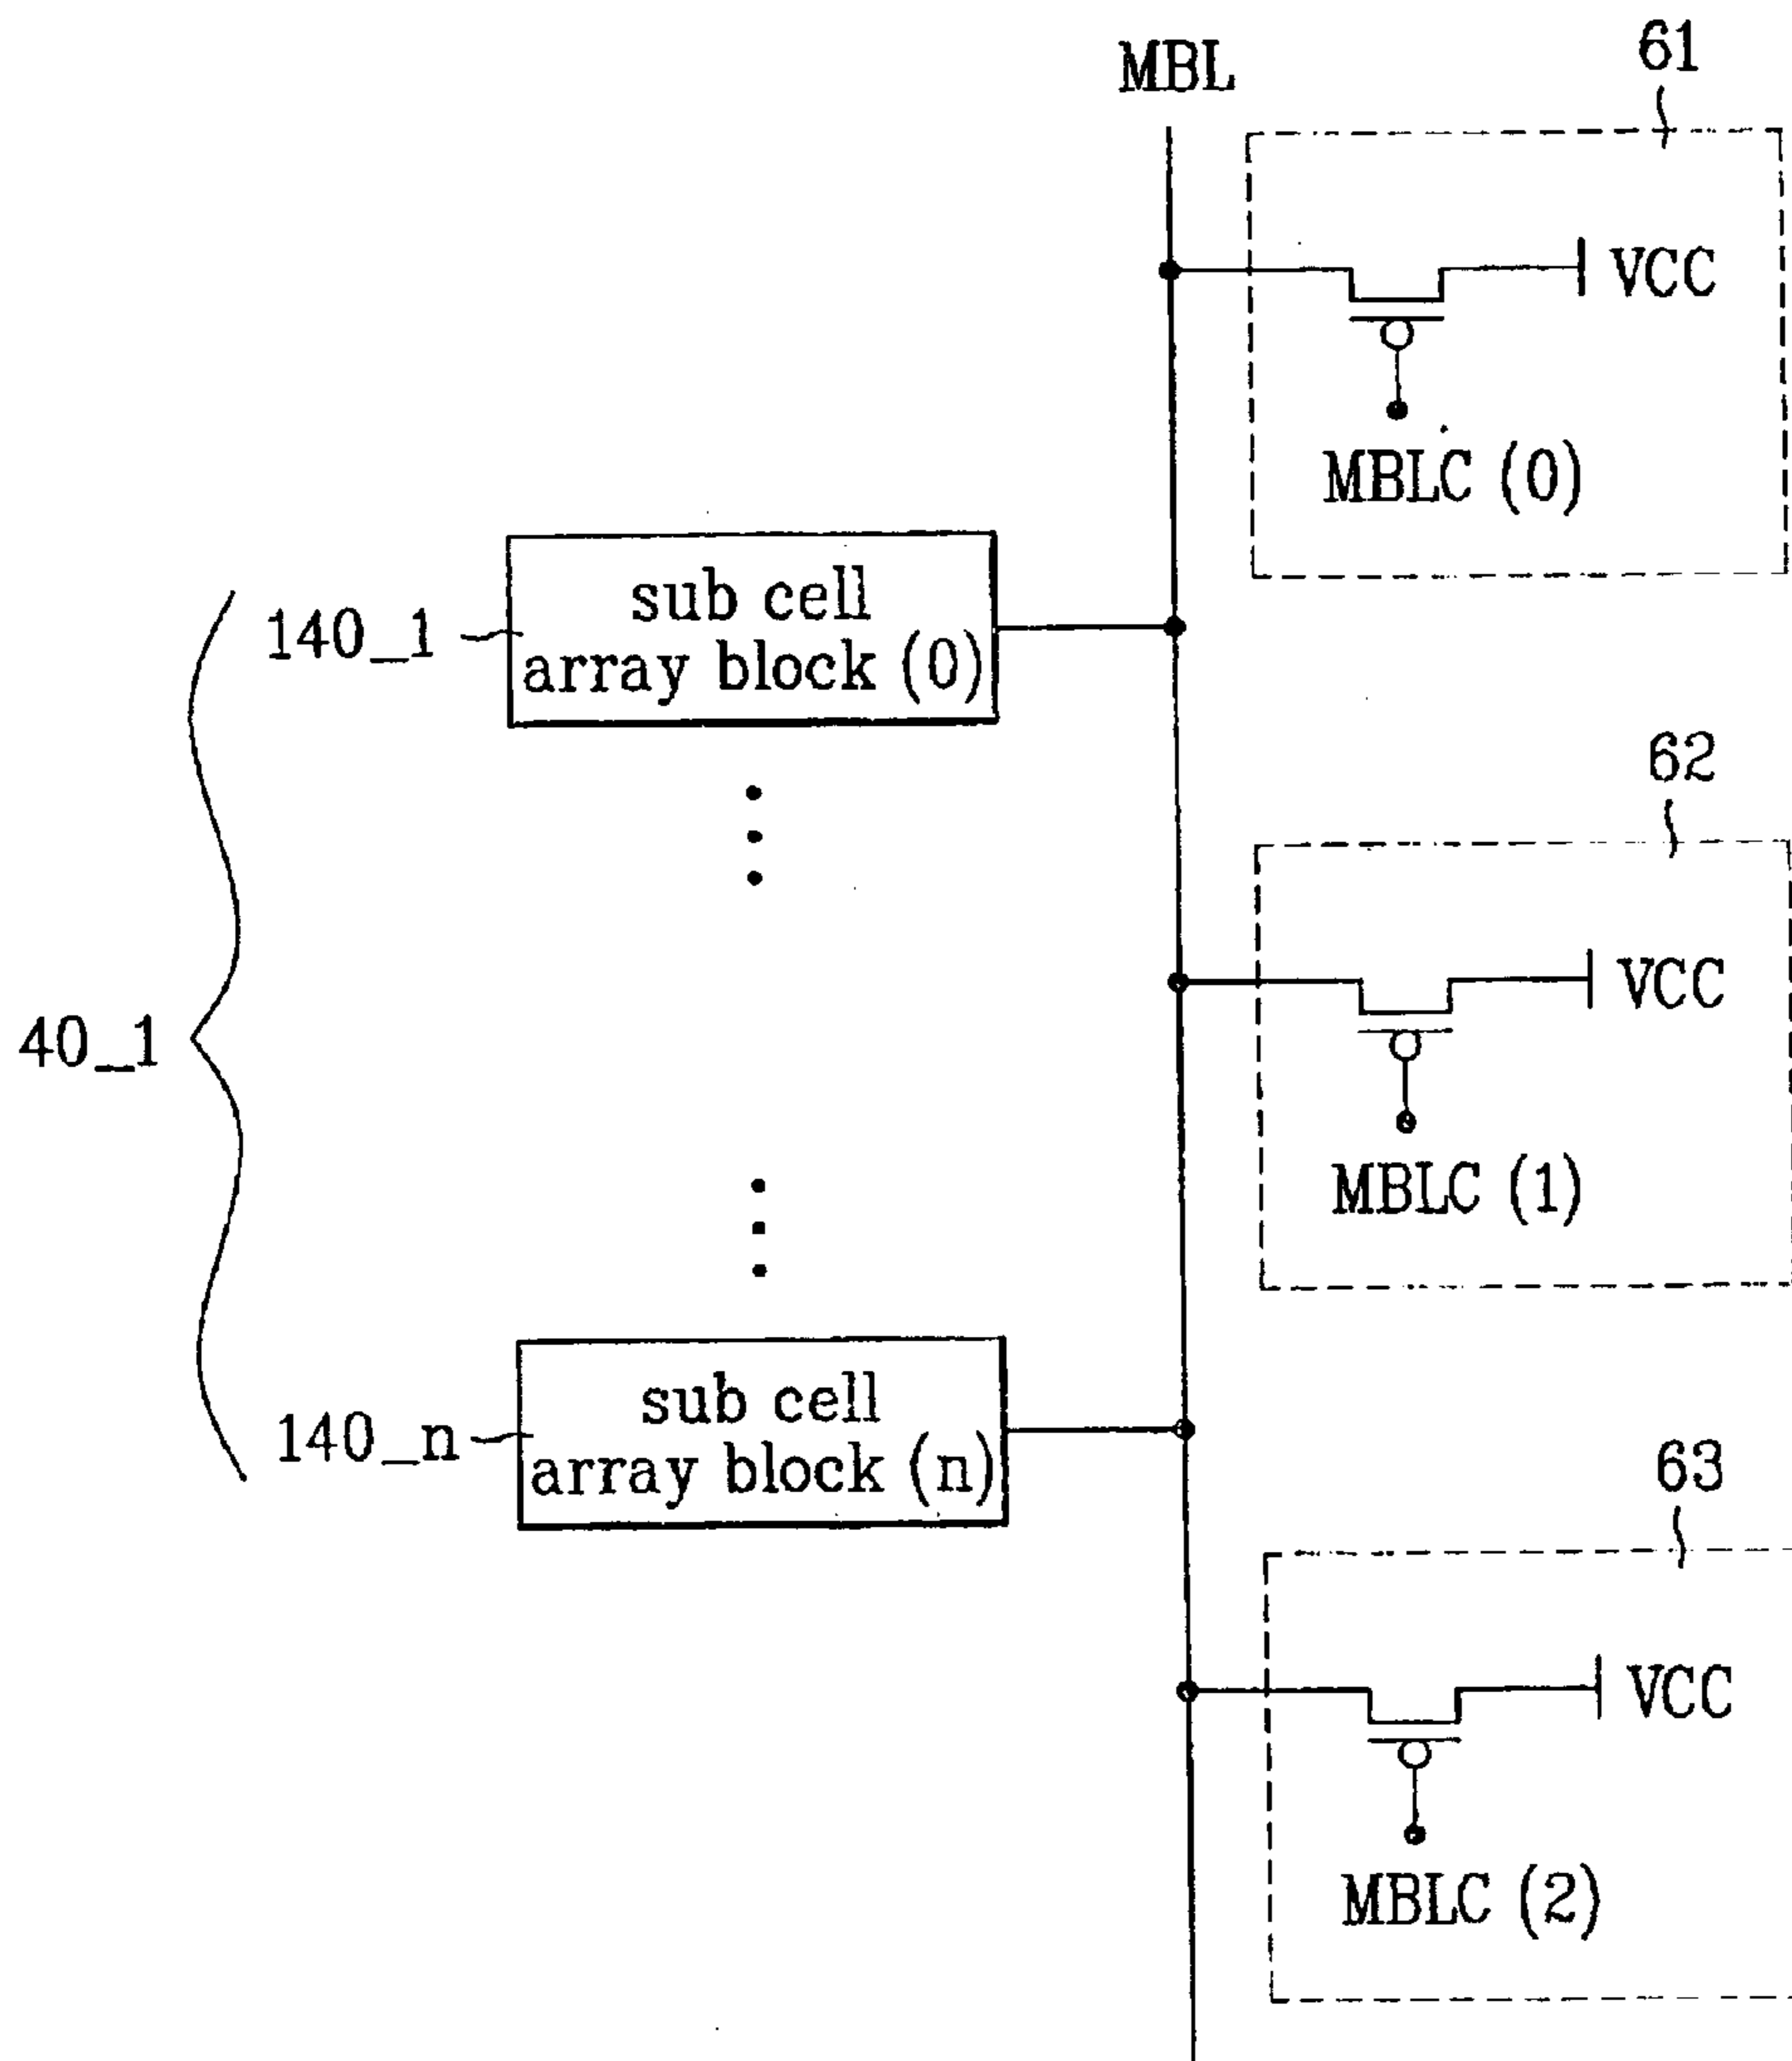 MBL
61
VCC
MBLC (0)
140_1
sub cell
array block (0)
62
VCC
40_1
MBLC (1)
140_n
sub cell
array block (n)
63
VCC
MBLC (2)